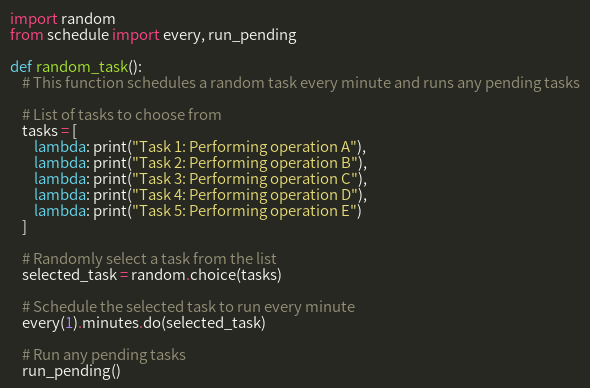 import random
from schedule import every, run_pending

def random_task():
    # This function schedules a random task every minute and runs any pending tasks

    # List of tasks to choose from
    tasks = [
        lambda: print("Task 1: Performing operation A"),
        lambda: print("Task 2: Performing operation B"),
        lambda: print("Task 3: Performing operation C"),
        lambda: print("Task 4: Performing operation D"),
        lambda: print("Task 5: Performing operation E")
    ]

    # Randomly select a task from the list
    selected_task = random.choice(tasks)

    # Schedule the selected task to run every minute
    every(1).minutes.do(selected_task)

    # Run any pending tasks
    run_pending()